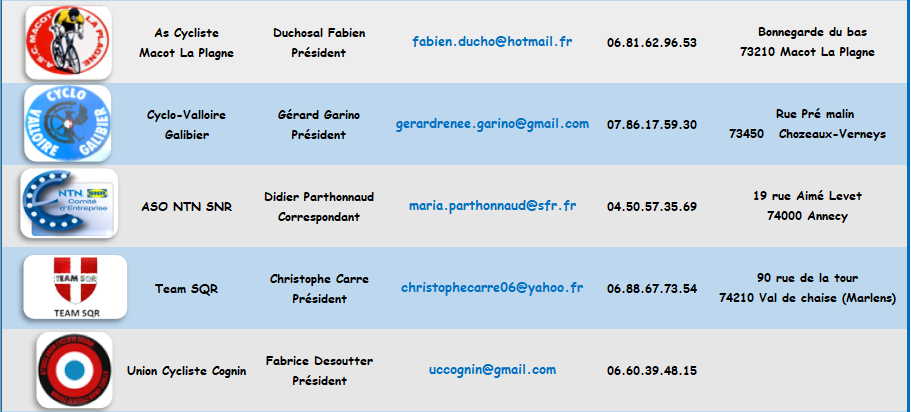 A.S.C. MACOT LA PLAGNE
As Cycliste
Macot La Plagne
Duchosal Fabien
Président
fabien.ducho@hotmail.fr
06.81.62.96.53
Bonnegarde du bas
73210 Macot La Plagne
CYCLO
VALLOIRE GALIBIER
Cyclo-Valloire
Galibier
Gérard Garino
Président
gerardrenee.garino@gmail.com
07.86.17.59.30
Rue Pré malin
73450 Chozeaux-Verneys
NTN SNR
Comité
d'Entreprise
ASO NTN SNR
Didier Parthonnaud
Correspondant
maria.parthonnaud@sfr.fr
04.50.57.35.69
19 rue Aimé Levet
74000 Annecy
TEAM SQR
TEAM SQR
Team SQR
Christophe Carre
Président
christophecarre06@yahoo.fr
06.88.67.73.54
90 rue de la tour
74210 Val de chaise (Marlens)
Union Cycliste Cognin
Fabrice Desoutter
Président
uccognin@gmail.com
06.60.39.48.15